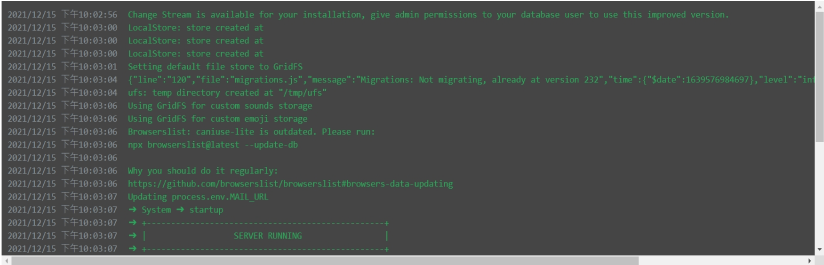 2021/12/15 下午10:02:56 Change Stream is available for your installation, give admin permissions to your database user to use this improved version.
2021/12/15 下午10:03:00 LocalStore: store created at
2021/12/15 下午10:03:00 LocalStore: store created at
2021/12/15 下午10:03:00 LocalStore: store created at
2021/12/15 下午10:03:01 Setting default file store to GridFS
2021/12/15 下午10:03:04 {"line":"120","file":"migrations.js","message":"Migrations: Not migrating, already at version 232","time":{"$date":1639576984697},"level":"inf
2021/12/15 下午10:03:04 ufs: temp directory created at "/tmp/ufs"
2021/12/15 下午10:03:06 Using GridFS for custom sounds storage
2021/12/15 下午10:03:06 Using GridFS for custom emoji storage
2021/12/15 下午10:03:06 Browserslist: caniuse-lite is outdated. Please run:
2021/12/15 下午10:03:06 npx browserslist@latest --update-db
2021/12/15 下午10:03:06
2021/12/15 下午10:03:06 Why you should do it regularly:
2021/12/15 下午10:03:06 https://github.com/browserslist/browserslist#browsers-data-updating
2021/12/15 下午10:03:07 Updating process.env.MAIL_URL
2021/12/15 下午10:03:07 ➔ System ➔ startup
2021/12/15 下午10:03:07 ➔ +--------------------------------------------------+
2021/12/15 下午10:03:07 ➔ | SERVER RUNNING |
2021/12/15 下午10:03:07 ➔ +--------------------------------------------------+